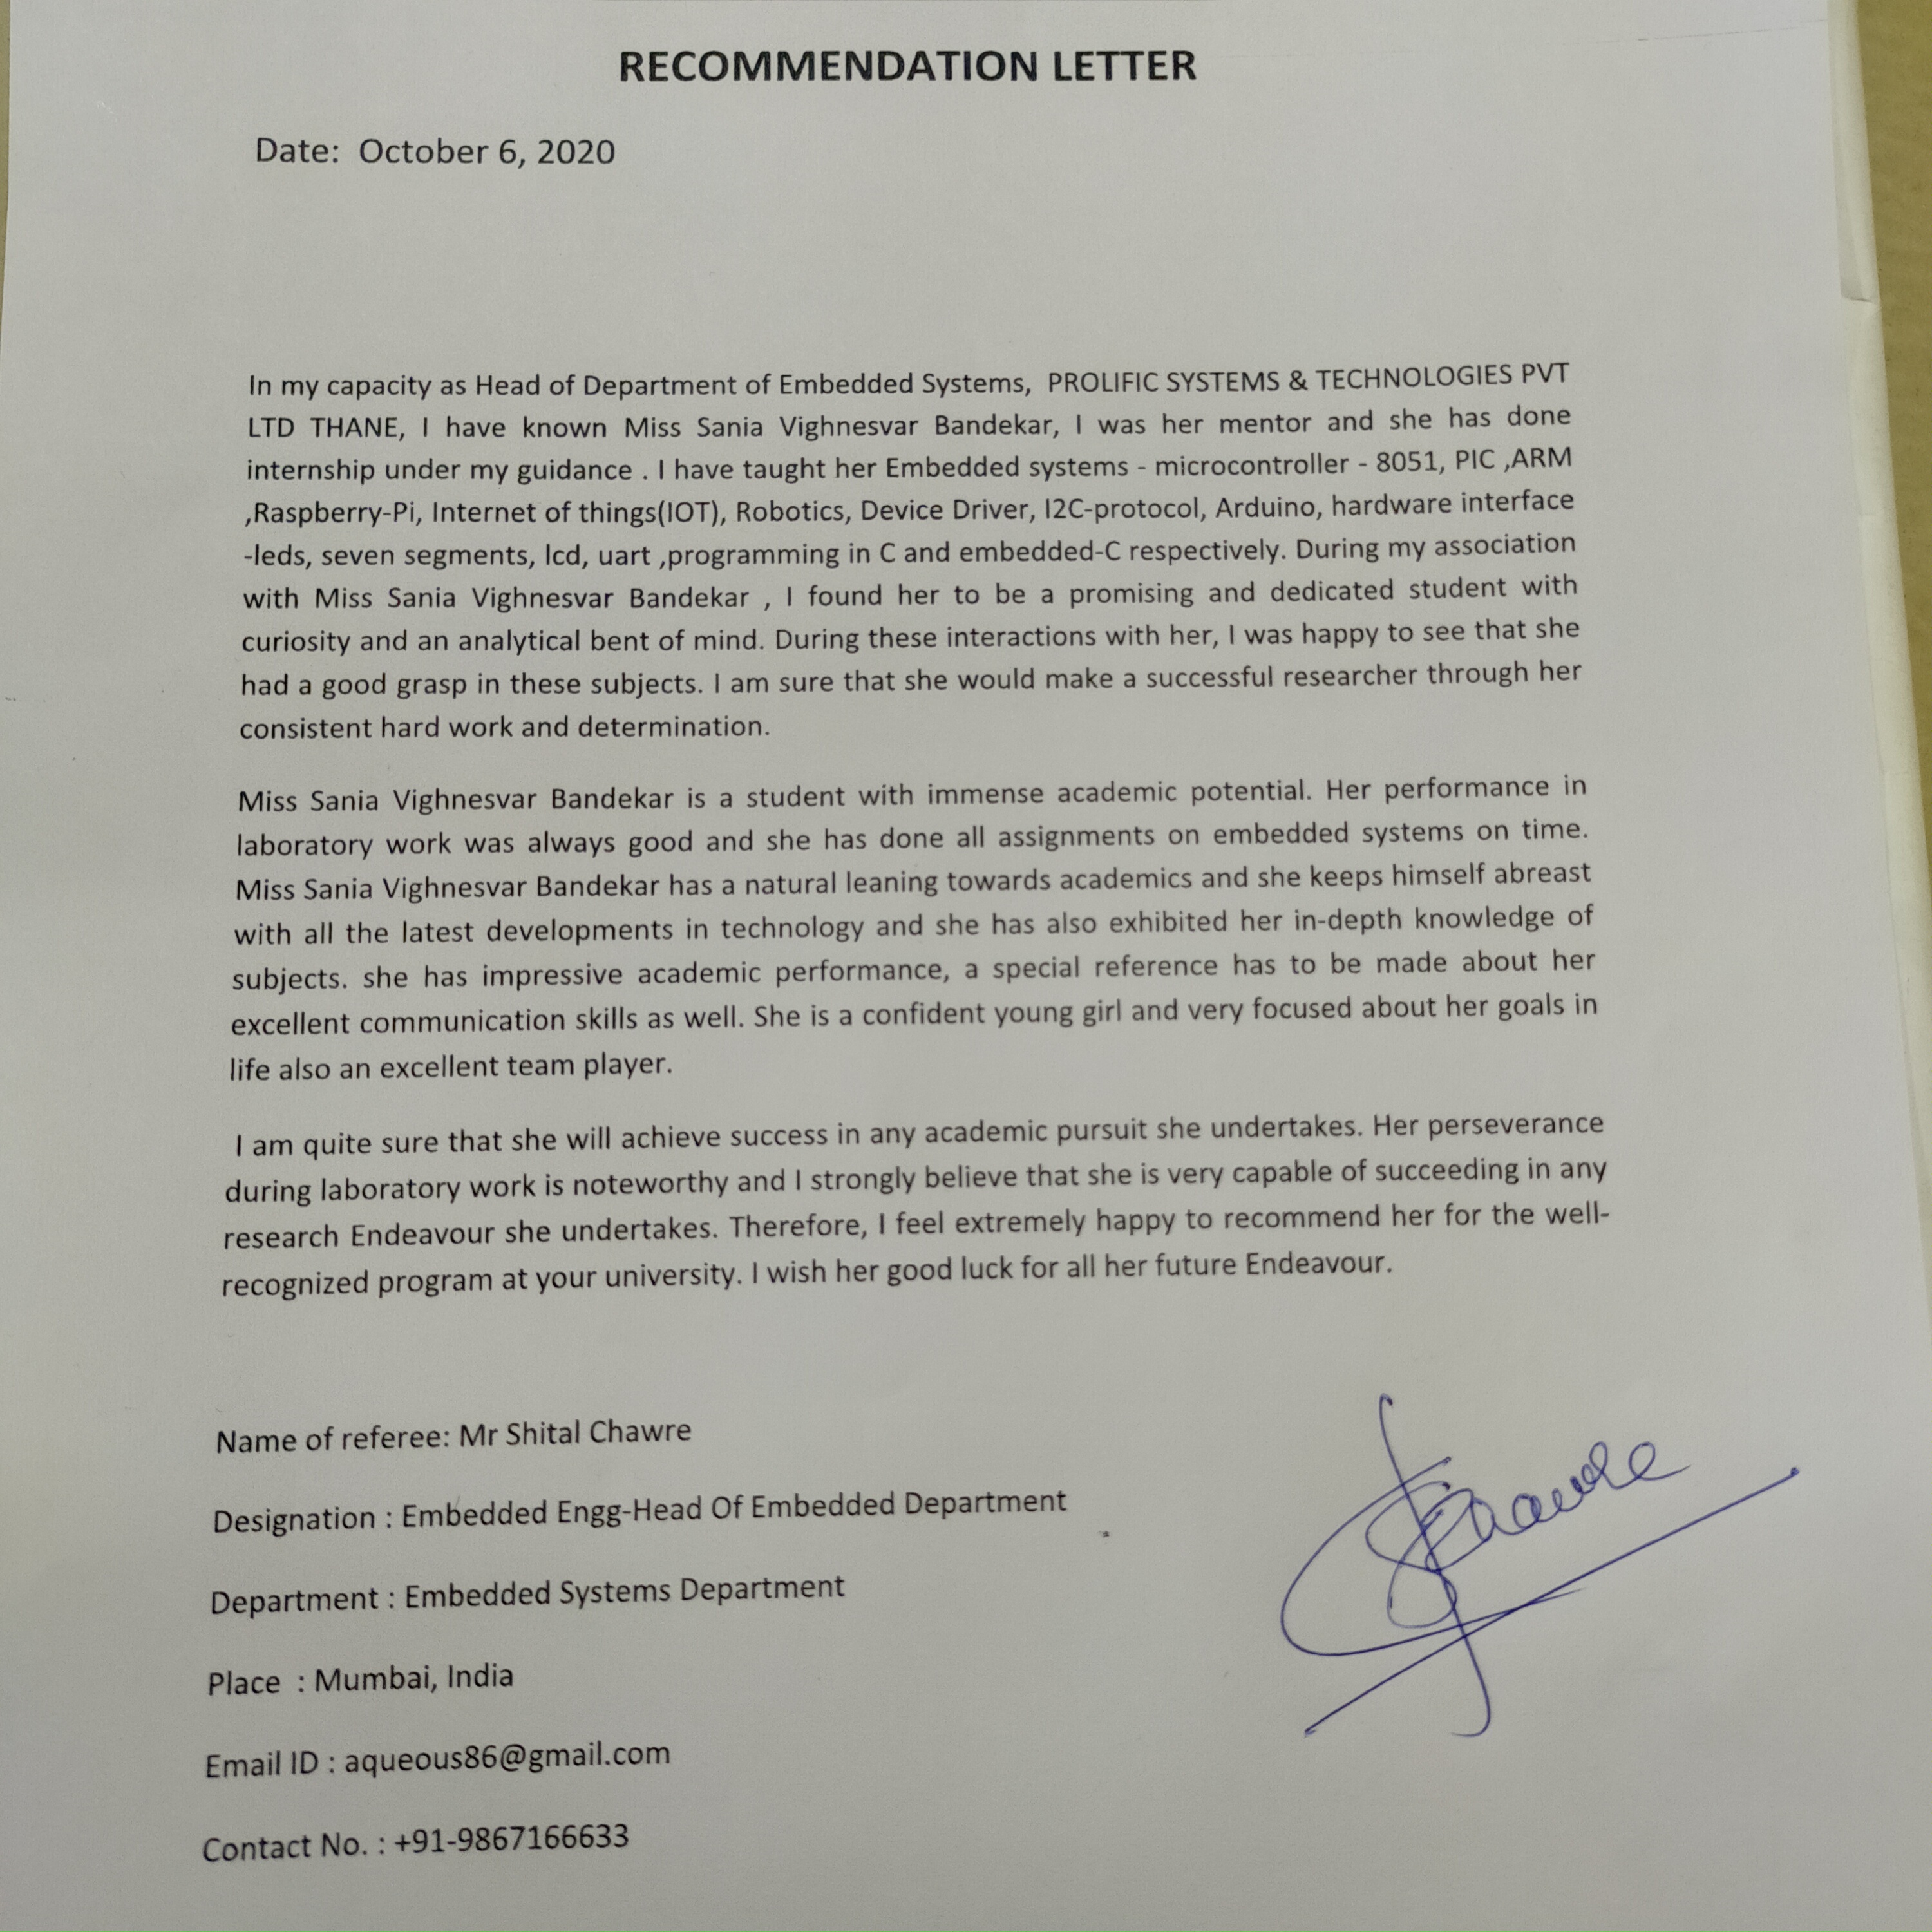 RECOMMENDATION LETTER
Date: October 6, 2020
In my capacity as Head of Department of Embedded Systems, PROLIFIC SYSTEMS & TECHNOLOGIES PVT
LTD THANE, I have known Miss Sania Vighnesvar Bandekar, I was her mentor and she has done
internship under my guidance . I have taught her Embedded systems - microcontroller - 8051, PIC ,ARM
,Raspberry-Pi, Internet of things(IOT), Robotics, Device Driver, I2C-protocol, Arduino, hardware interface
-leds, seven segments, lcd, uart ,programming in C and embedded-C respectively. During my association
with Miss Sania Vighnesvar Bandekar , I found her to be a promising and dedicated student with
curiosity and an analytical bent of mind. During these interactions with her, I was happy to see that she
had a good grasp in these subjects. I am sure that she would make a successful researcher through her
consistent hard work and determination.
Miss Sania Vighnesvar Bandekar is a student with immense academic potential. Her performance in
laboratory work was always good and she has done all assignments on embedded systems on time.
Miss Sania Vighnesvar Bandekar has a natural leaning towards academics and she keeps himself abreast
with all the latest developments in technology and she has also exhibited her in-depth knowledge of
subjects. she has impressive academic performance, a special reference has to be made about her
excellent communication skills as well. She is a confident young girl and very focused about her goals in
life also an excellent team player.
I am quite sure that she will achieve success in any academic pursuit she undertakes. Her perseverance
during laboratory work is noteworthy and I strongly believe that she is very capable of succeeding in any
research Endeavour she undertakes. Therefore, I feel extremely happy to recommend her for the well-
recognized program at your university. I wish her good luck for all her future Endeavour.
Name of referee: Mr Shital Chawre
Designation : Embedded Engg-Head Of Embedded Department
Department : Embedded Systems Department
Place : Mumbai, India
Email ID : aqueous86@gmail.com
Contact No. : +91-9867166633
SChawre